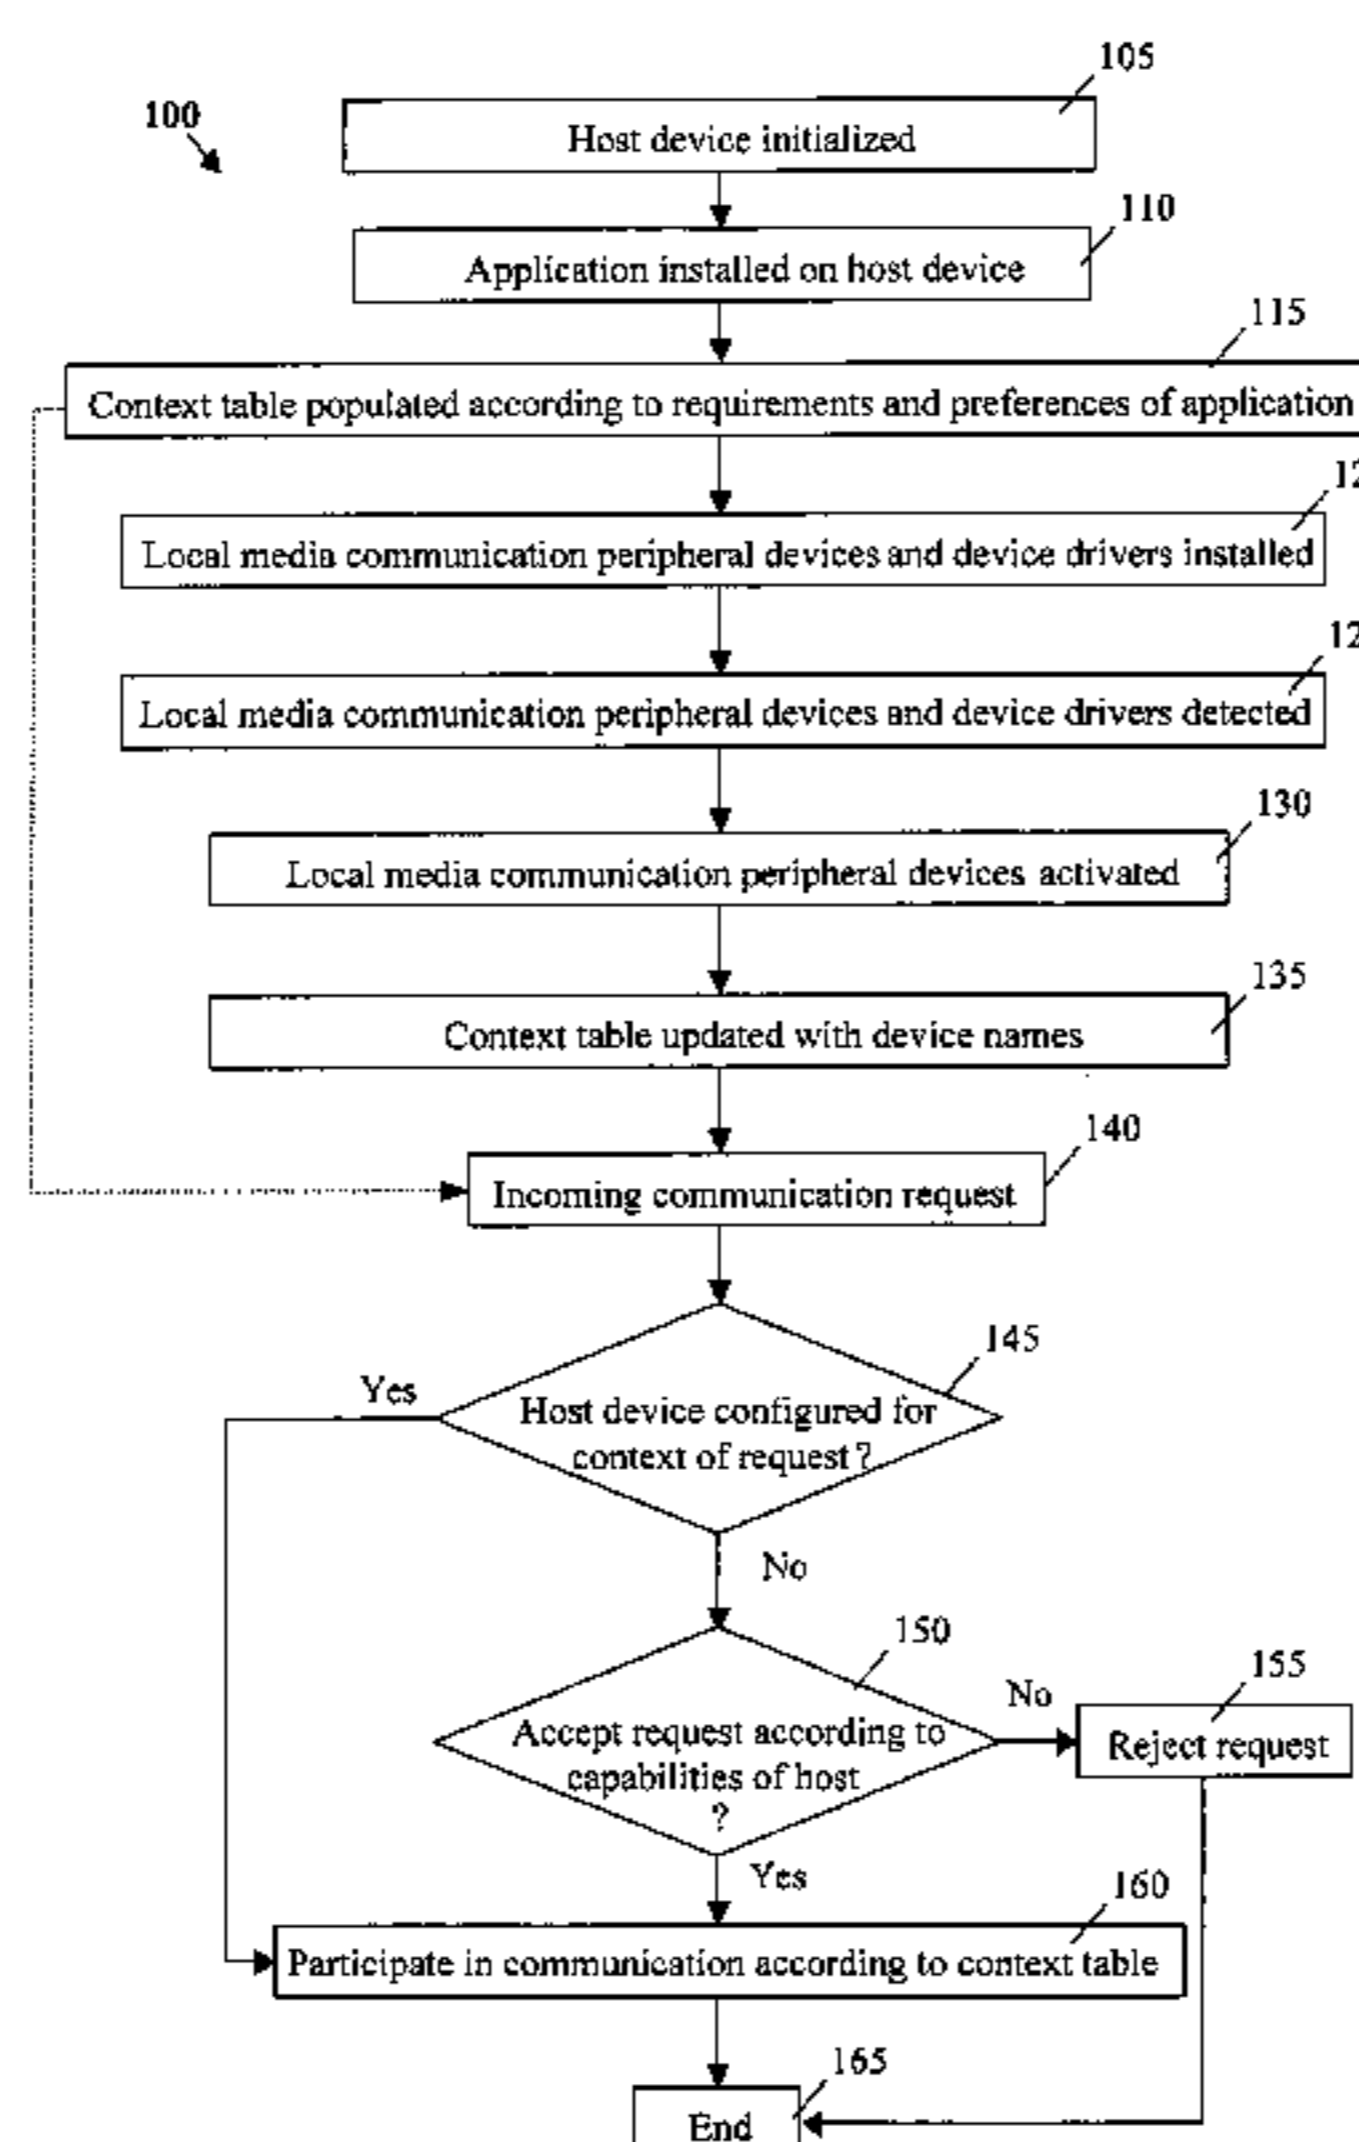 105
100
Host device initialized
110
Application installed on host device
115
Context table populated according to requirements and preferences of application
Local media communication peripheral devices and device drivers installed
Local media communication peripheral devices and device drivers detected
130
Local media communication peripheral devices activated
135
Context table updated with device names
140
Incoming communication request
145
Yes
Host device configured for
context of request?
No
150
155
No
Accept request according to
capabilities of host
?
Reject request
Yes
160
Participate in communication according to context table
165
End